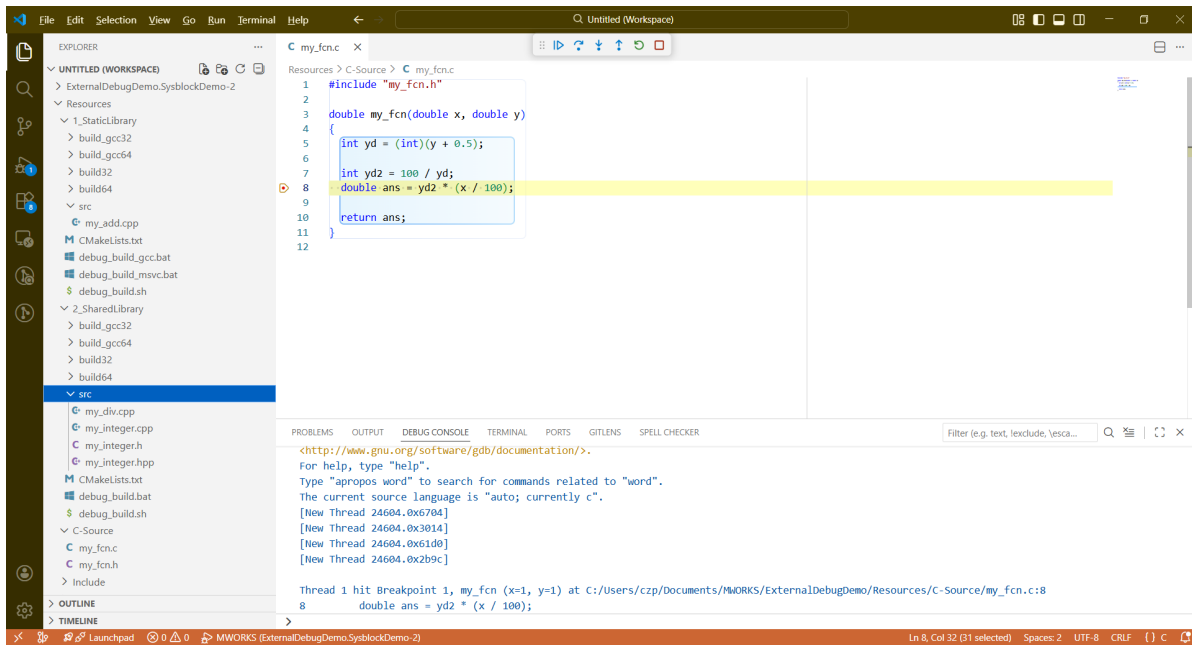 File Edit Selection View Go Run Terminal Help
Untitled (Workspace)
EXPLORER
UNTITLED (WORKSPACE)
ExternalDebugDemo.SysblockDemo-2
Resources
1_StaticLibrary
build_gcc32
build_gcc64
build32
build64
src
my_add.cpp
CMakeLists.txt
debug_build_gcc.bat
debug_build_msvc.bat
debug_build.sh
2_SharedLibrary
build_gcc32
build_gcc64
build32
build64
src
my_div.cpp
my_integer.cpp
my_integer.h
my_integer.hpp
CMakeLists.txt
debug_build.bat
debug_build.sh
C-Source
my_fcn.c
my_fcn.h
Include
OUTLINE
TIMELINE
1
8
C my_fcn.c
Resources > C-Source > C my_fcn.c
1 #include "my_fcn.h"
2
3 double my_fcn(double x, double y)
4 {
5 int yd = (int)(y + 0.5);
6
7 int yd2 = 100 / yd;
8 double ans = yd2 * (x / 100);
9
10 return ans;
11 }
12
PROBLEMS OUTPUT DEBUG CONSOLE TERMINAL PORTS GITLENS SPELL CHECKER
Filter (e.g. text, !exclude, \esca...
<http://www.gnu.org/software/gdb/documentation/>.
For help, type "help".
Type "apropos word" to search for commands related to "word".
The current source language is "auto; currently c".
[New Thread 24604.0x6704]
[New Thread 24604.0x3014]
[New Thread 24604.0x61d0]
[New Thread 24604.0x2b9c]
Thread 1 hit Breakpoint 1, my_fcn (x=1, y=1) at C:/Users/czp/Documents/MWORKS/ExternalDebugDemo/Resources/C-Source/my_fcn.c:8
8 double ans = yd2 * (x / 100);
>
Launchpad 0 0 MWORKS (ExternalDebugDemo.SysblockDemo-2) Ln 8, Col 32 (31 selected) Spaces: 2 UTF-8 CRLF {} C